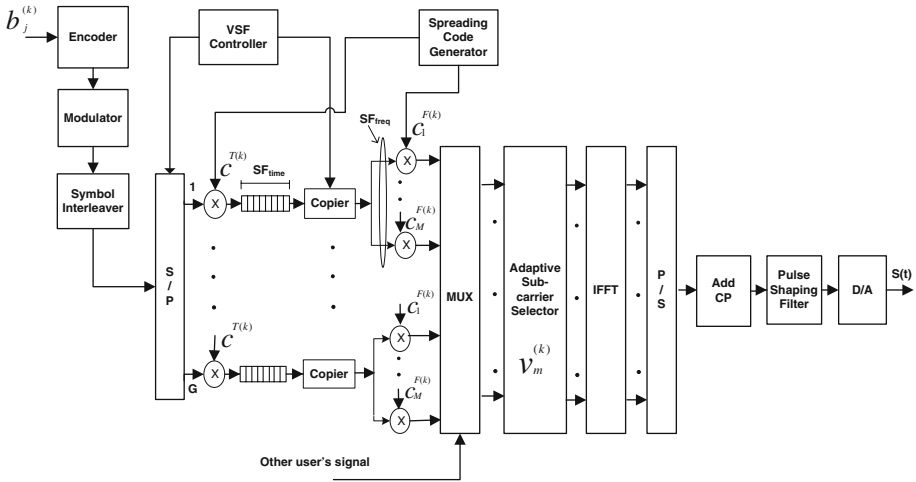 b_j^(k)
Encoder
VSF
Controller
Spreading
Code
Generator
Modulator
Symbol
Interleaver
SF_freq
c_1^F(k)
c^T(k)
SF_time
1
X
Copier
X
c_M^F(k)
X
S
/
P
MUX
Adaptive
Sub-
carrier
Selector
v_m^(k)
IFFT
P
/
S
Add
CP
Pulse
Shaping
Filter
D/A
S(t)
c_1^F(k)
X
c^T(k)
G
X
Copier
c_M^F(k)
X
Other user's signal